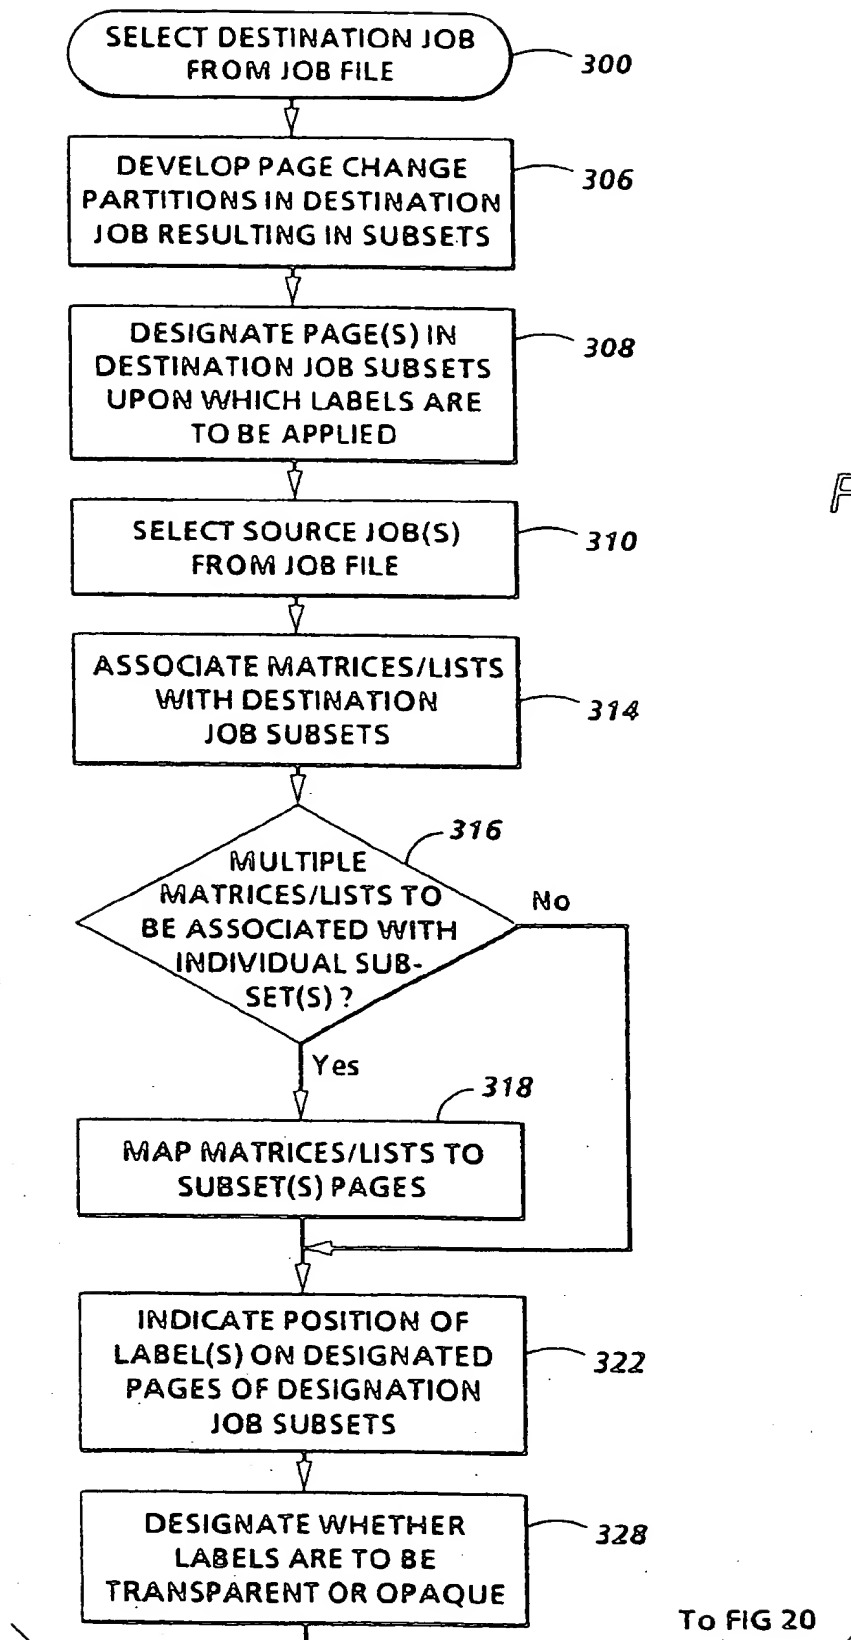 SELECT DESTINATION JOB
FROM JOB FILE
300
DEVELOP PAGE CHANGE
PARTITIONS IN DESTINATION
JOB RESULTING IN SUBSETS
306
DESIGNATE PAGE(S) IN
DESTINATION JOB SUBSETS
UPON WHICH LABELS ARE
TO BE APPLIED
308
SELECT SOURCE JOB(S)
FROM JOB FILE
310
ASSOCIATE MATRICES/LISTS
WITH DESTINATION
JOB SUBSETS
314
316
MULTIPLE
MATRICES/LISTS TO
BE ASSOCIATED WITH
INDIVIDUAL SUB-
SET(S) ?
No
Yes
318
MAP MATRICES/LISTS TO
SUBSET(S) PAGES
INDICATE POSITION OF
LABEL(S) ON DESIGNATED
PAGES OF DESIGNATION
JOB SUBSETS
322
DESIGNATE WHETHER
LABELS ARE TO BE
TRANSPARENT OR OPAQUE
328
To FIG 20